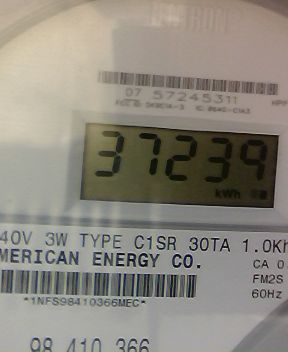 07 57245311
37239
kWh
40V 3W TYPE C1SR 30TA 1.0Kh
MERICAN ENERGY CO.
CA 0
FM2S
60Hz
*1NFS98410366MEC*
98 410 366